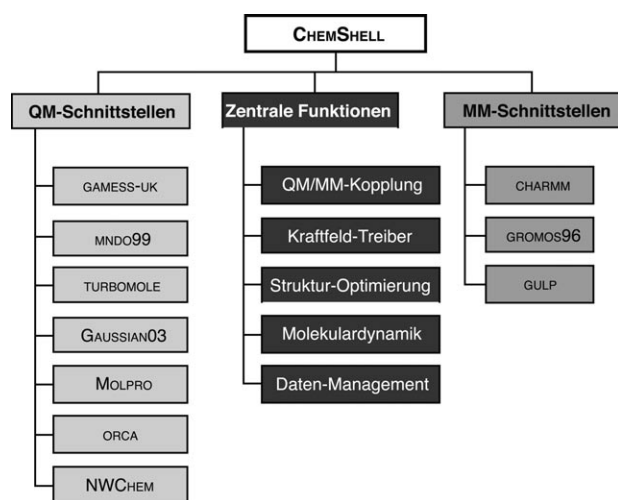 CHEMSHELL
QM-Schnittstellen
GAMESS-UK
MNDO99
TURBOMOLE
GAUSSIAN03
MOLPRO
ORCA
NWCHEM
Zentrale Funktionen
QM/MM-Kopplung
Kraftfeld-Treiber
Struktur-Optimierung
Molekulardynamik
Daten-Management
MM-Schnittstellen
CHARMM
GROMOS96
GULP